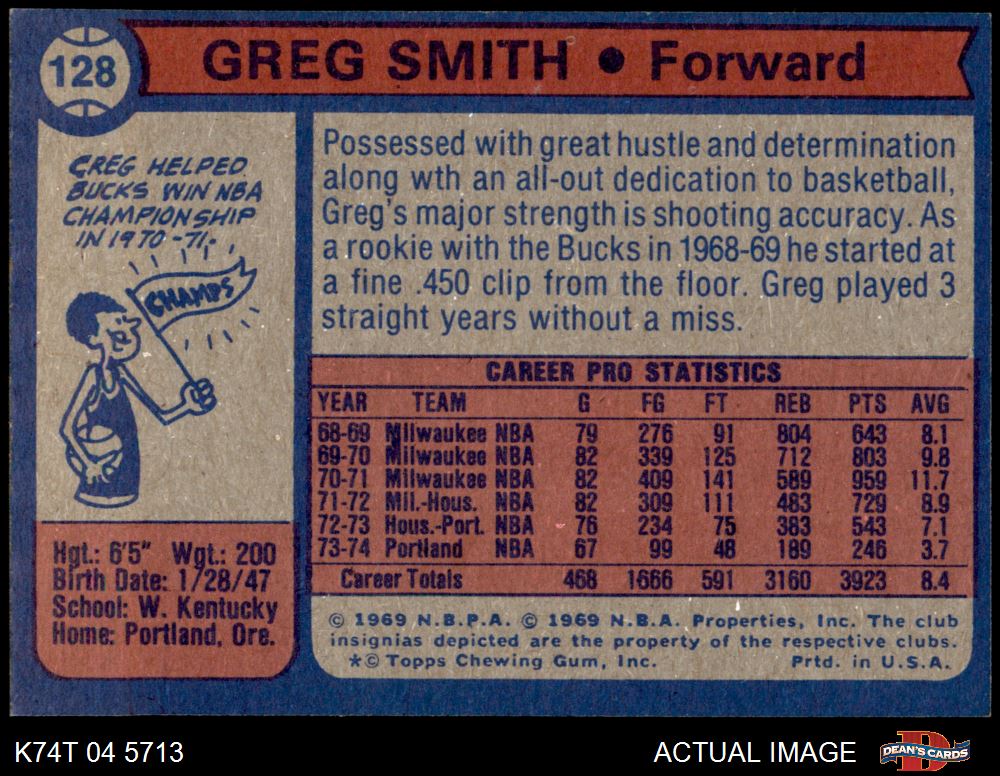 128
GREG SMITH • Forward
GREG HELPED
BUCKS WIN NBA
CHAMPIONSHIP
IN 1970-71.
CHAMPS
Possessed with great hustle and determination
along wth an all-out dedication to basketball,
Greg's major strength is shooting accuracy. As
a rookie with the Bucks in 1968-69 he started at
a fine .450 clip from the floor. Greg played 3
straight years without a miss.
CAREER PRO STATISTICS
YEAR TEAM G FG FT REB PTS AVG
68-69 Milwaukee NBA 79 276 91 804 643 8.1
69-70 Milwaukee NBA 82 339 125 712 803 9.8
70-71 Milwaukee NBA 82 409 141 589 959 11.7
71-72 Mil.-Hous. NBA 82 309 111 483 729 8.9
72-73 Hous.-Port. NBA 76 234 75 383 543 7.1
73-74 Portland NBA 67 99 48 189 246 3.7
Career Totals 468 1666 591 3160 3923 8.4
Hgt.: 6'5" Wgt.: 200
Birth Date: 1/28/47
School: W. Kentucky
Home: Portland, Ore.
© 1969 N.B.P.A. © 1969 N.B.A. Properties, Inc. The club
insignias depicted are the property of the respective clubs.
*© Topps Chewing Gum, Inc. Prtd. in U.S.A.
K74T 04 5713
ACTUAL IMAGE
DEAN'S CARDS